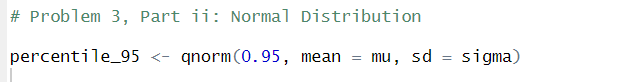 # Problem 3, Part ii: Normal Distribution
percentile_95 <- qnorm(0.95, mean = mu, sd = sigma)